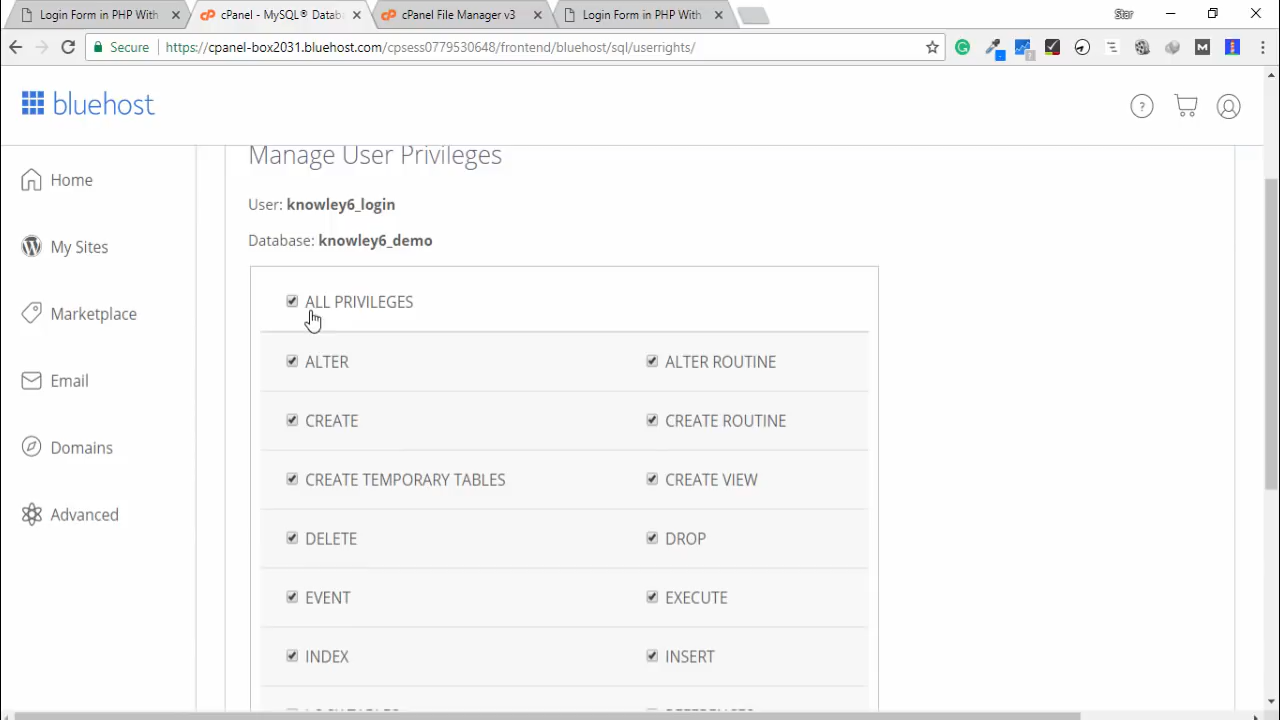 Login Form in PHP With
cPanel - MySQL® Datab
cPanel File Manager v3
Login Form in PHP With
Star
Secure
https://cpanel-box2031.bluehost.com/cpsess0779530648/frontend/bluehost/sql/userrights/
bluehost
Home
My Sites
Marketplace
Email
Domains
Advanced
Manage User Privileges
User: knowley6_login
Database: knowley6_demo
ALL PRIVILEGES
ALTER
ALTER ROUTINE
CREATE
CREATE ROUTINE
CREATE TEMPORARY TABLES
CREATE VIEW
DELETE
DROP
EVENT
EXECUTE
INDEX
INSERT